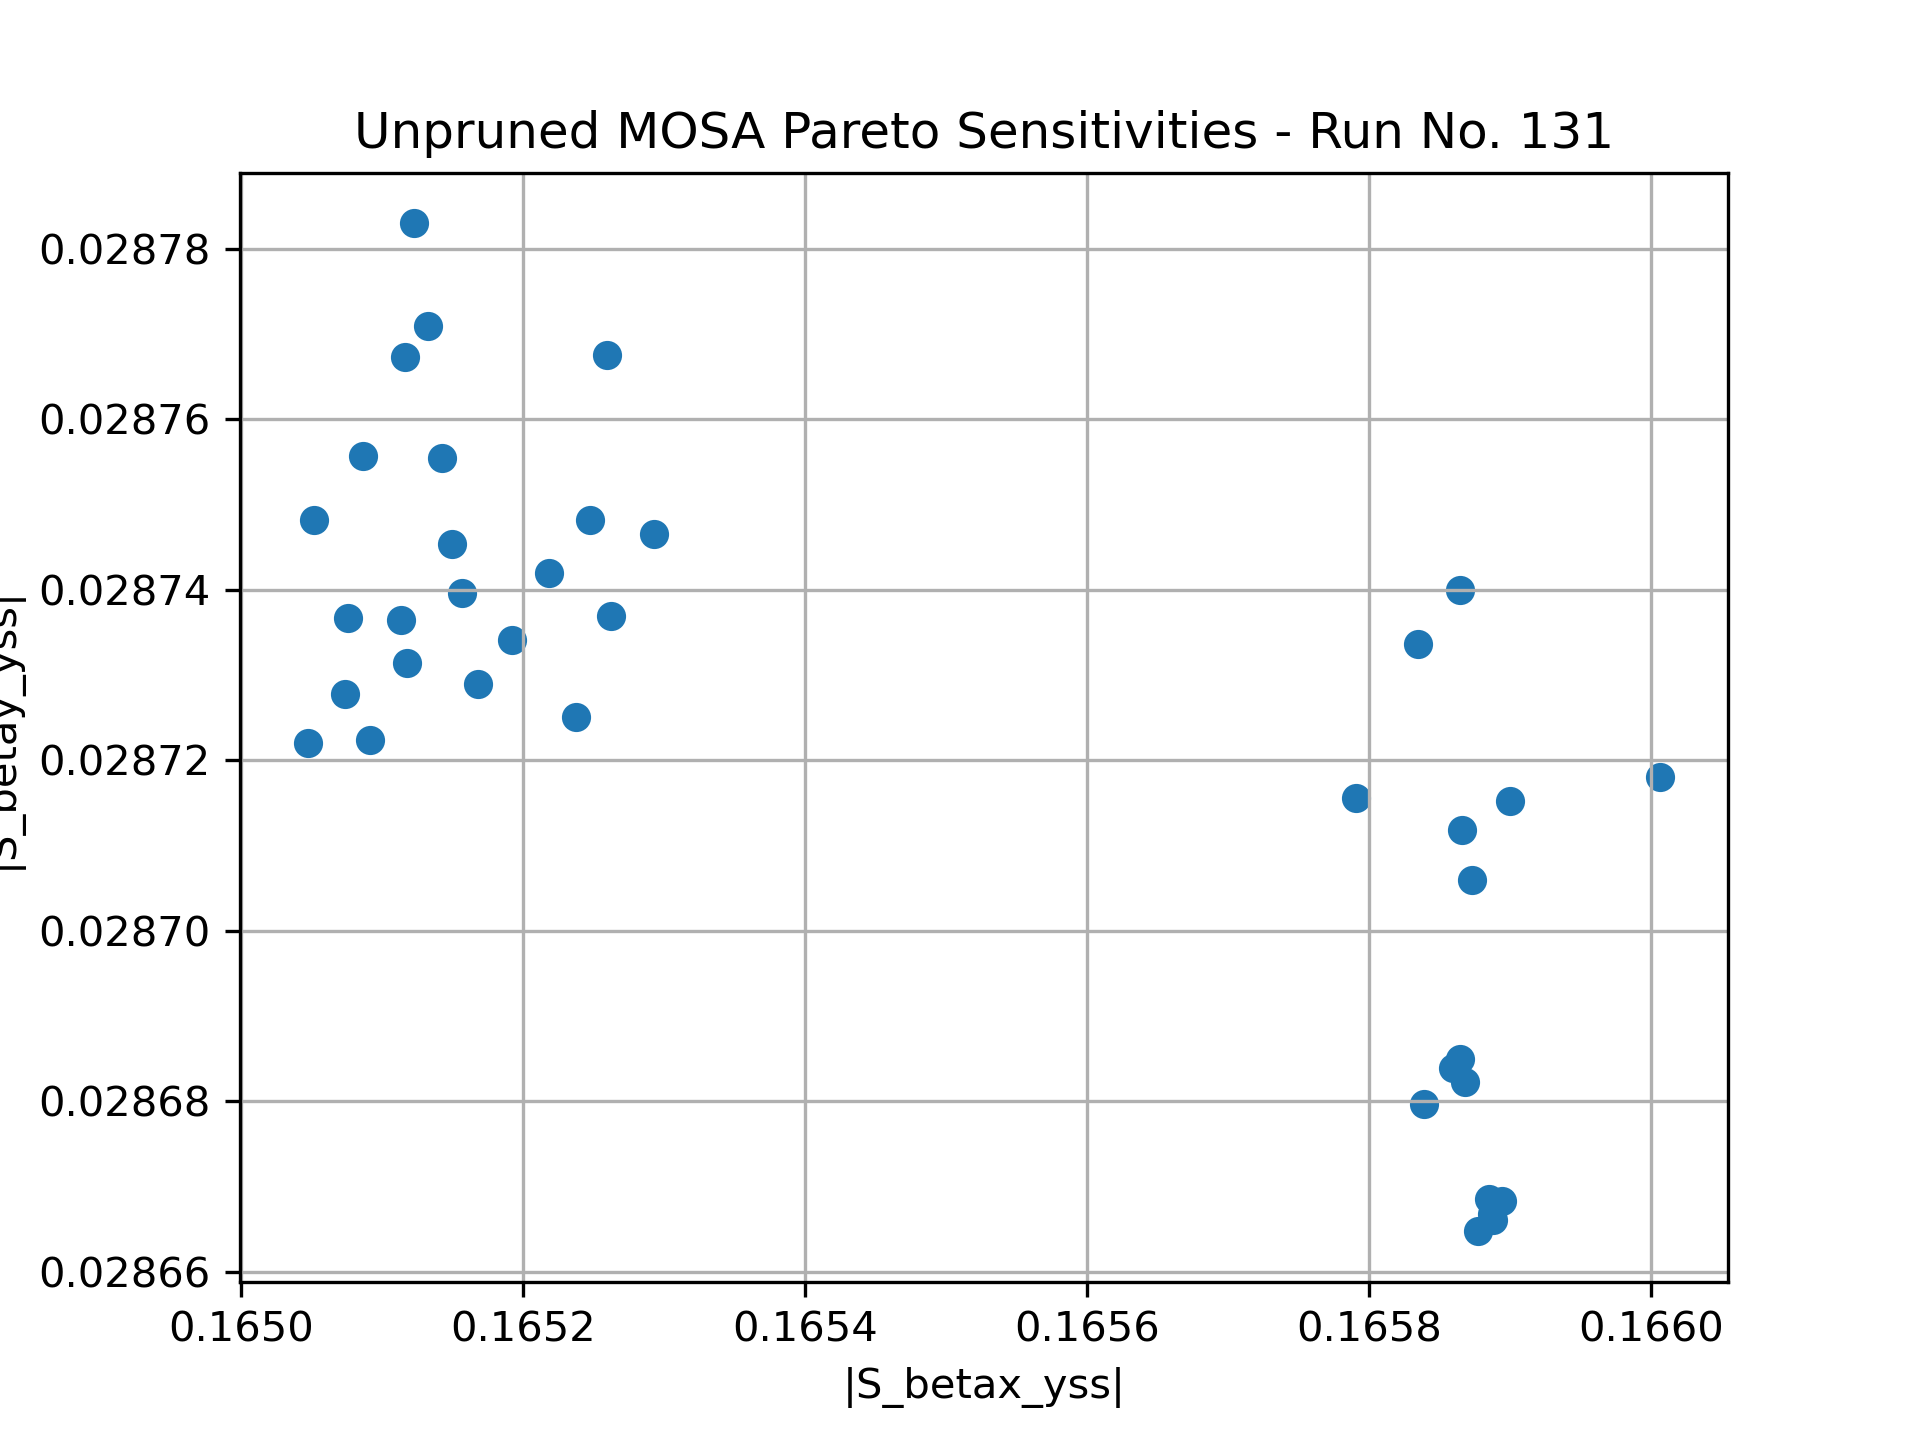 Unpruned MOSA Pareto Sensitivities - Run No. 131
0.02878
0.02876
0.02874
0.02872
0.02870
0.02868
0.02866
|S_betay_yss|
0.1650 0.1652 0.1654 0.1656 0.1658 0.1660
|S_betax_yss|